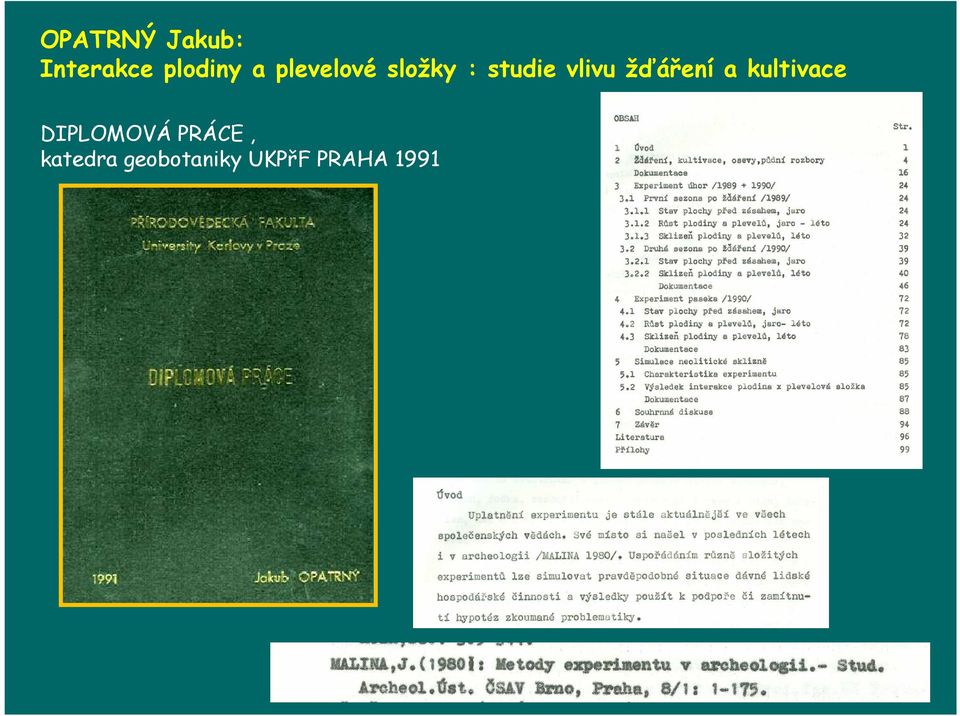 OPATRNÝ Jakub:
Interakce plodiny a plevelové složky : studie vlivu žďáření a kultivace
DIPLOMOVÁ PRÁCE ,
katedra geobotaniky UKPřF PRAHA 1991
PŘÍRODOVĚDECKÁ FAKULTA
University Karlovy v Praze
DIPLOMOVÁ PRÁCE
1991 Jakub OPATRNÝ
OBSAH
Str.
1 Úvod 1
2 Žďáření, kultivace, osevy,půdní rozbory 4
Dokumentace 16
3 Experiment úhor /1989 + 1990/ 24
3.1 První sezona po žďáření /1989/ 24
3.1.1 Stav plochy před zásahem, jaro 24
3.1.2 Růst plodiny a plevelů, jaro - léto 24
3.1.3 Sklizeň plodiny a plevelů, léto 32
3.2 Druhá sezona po žďáření /1990/ 39
3.2.1 Stav plochy před zásahem, jaro 39
3.2.2 Sklizeň plodiny a plevelů, léto 40
Dokumentace 46
4 Experiment paseka /1990/ 72
4.1 Stav plochy před zásahem, jaro 72
4.2 Růst plodiny a plevelů, jaro- léto 72
4.3 Sklizeň plodiny a plevelů, léto 78
Dokumentace 83
5 Simulace neolitické sklizně 85
5.1 Charakteristika experimentu 85
5.2 Výsledek interakce plodina x plevelová složka 85
Dokumentace 87
6 Souhrnná diskuse 88
7 Závěr 94
Literatura 96
Přílohy 99
Úvod
Uplatnění experimentu je stále aktuálnější ve všech
společenských vědách. Své místo si našel v posledních létech
i v archeologii /MALINA 1980/. Uspořádáním různě složitých
experimentů lze simulovat pravděpodobné situace dávné lidské
hospodářské činnosti a výsledky použít k podpoře či zamítnu-
tí hypotéz zkoumané problematiky.
MALINA,J.(1980): Metody experimentu v archeologii.- Stud.
Archeol.Úst. ČSAV Brno, Praha, 8/1: 1-175.